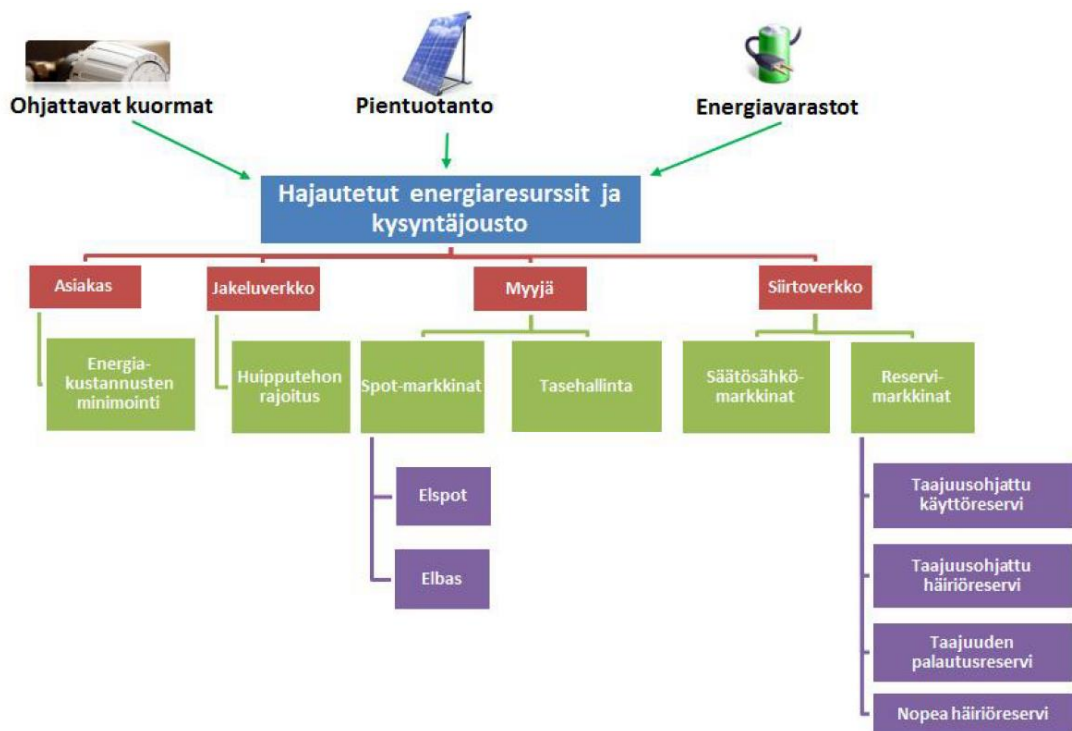 Ohjattavat kuormat
Pientuotanto
Energiavarastot
Hajautetut energiaresurssit ja
kysyntäjousto
Asiakas
Jakeluverkko
Myyjä
Siirtoverkko
Energia-
kustannusten
minimointi
Huipputehon
rajoitus
Spot-markkinat
Tasehallinta
Säätösähkö-
markkinat
Reservi-
markkinat
Elspot
Elbas
Taajuusohjattu
käyttöreservi
Taajuusohjattu
häiriöreservi
Taajuuden
palautusreservi
Nopea häiriöreservi